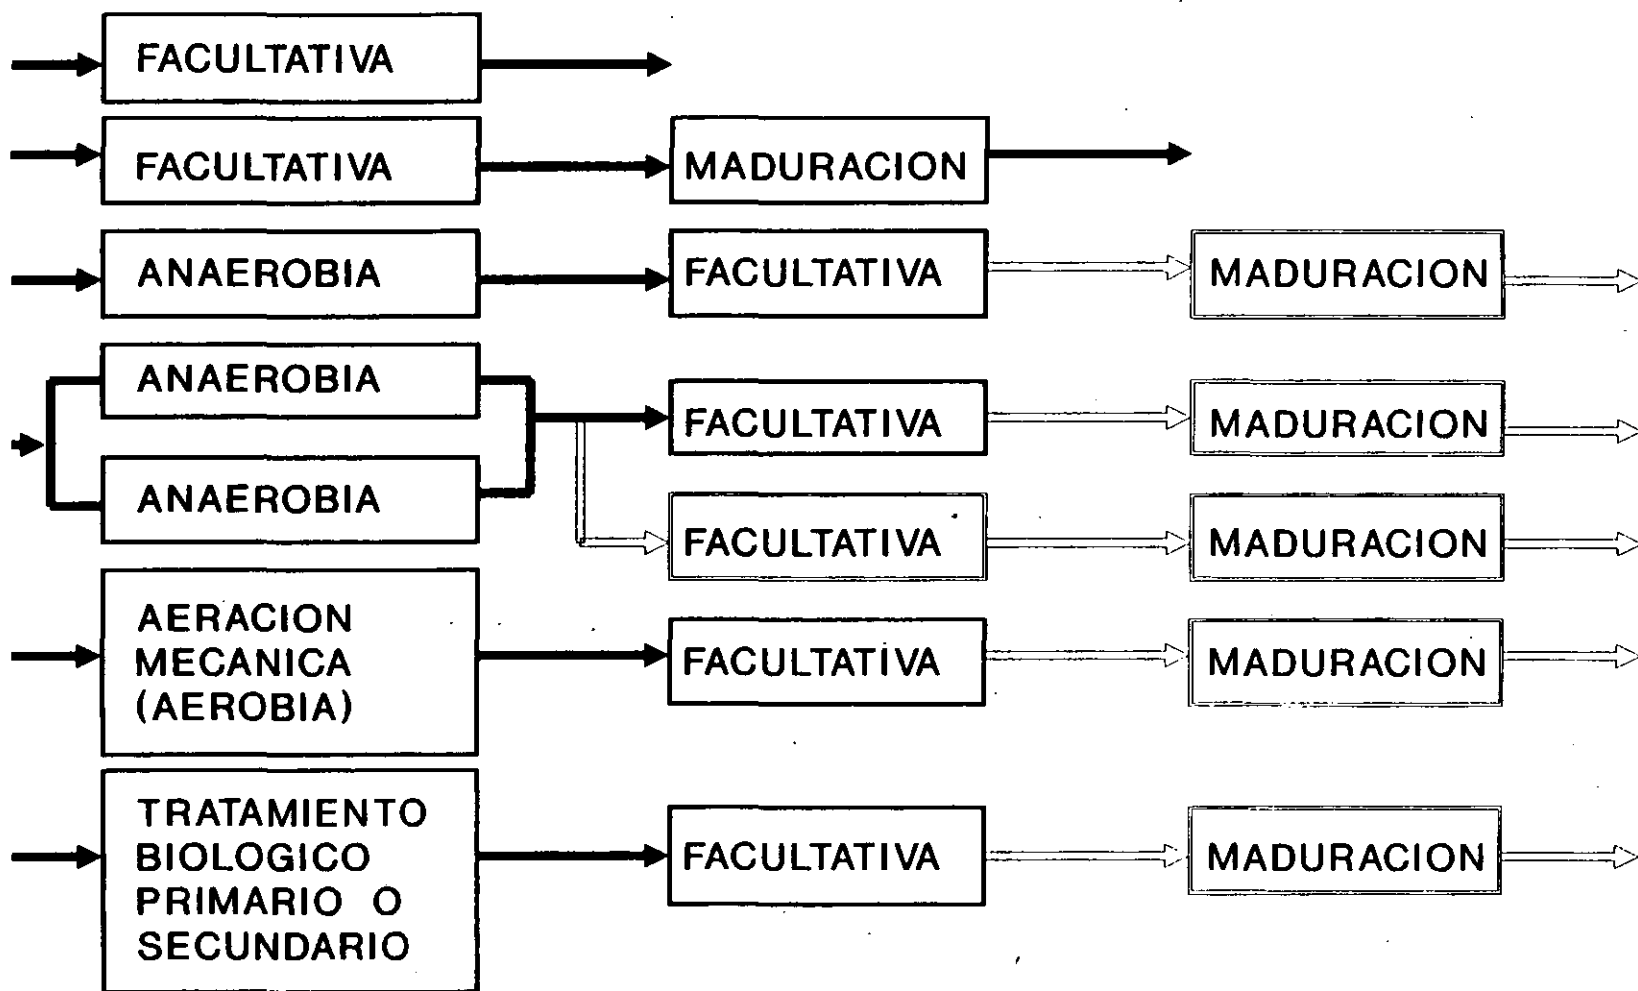 FACULTATIVA
FACULTATIVA
MADURACION
ANAEROBIA
FACULTATIVA
MADURACION
ANAEROBIA
FACULTATIVA
MADURACION
ANAEROBIA
FACULTATIVA
MADURACION
AERACION
MECANICA
(AEROBIA)
FACULTATIVA
MADURACION
TRATAMIENTO
BIOLOGICO
PRIMARIO O
SECUNDARIO
FACULTATIVA
MADURACION